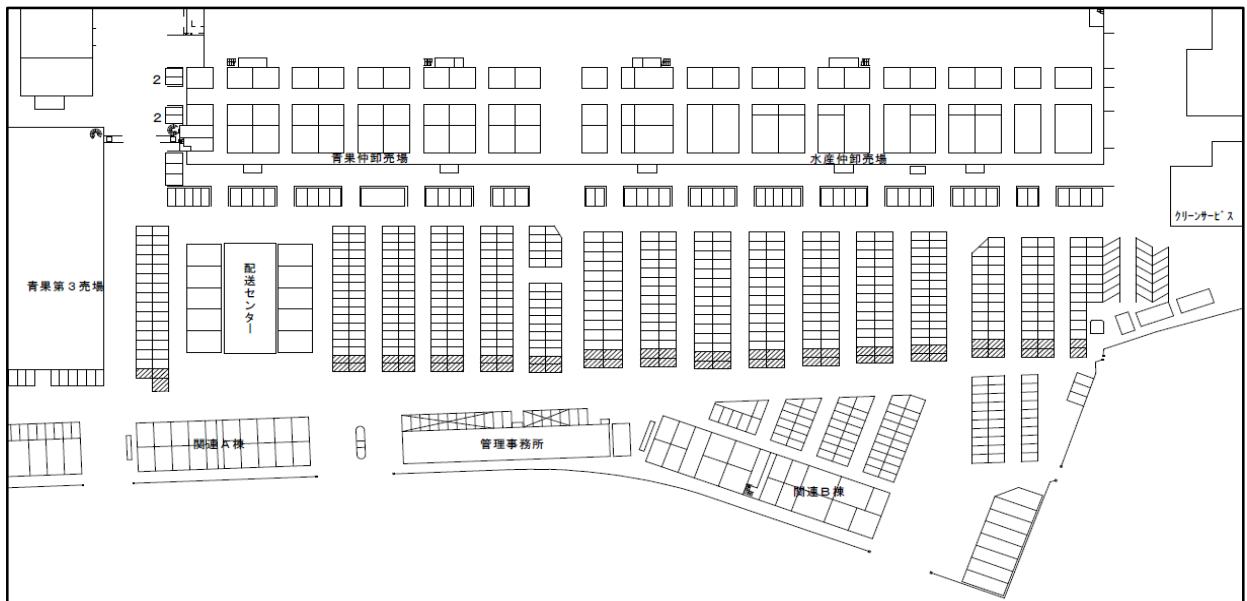 2
2
青果仲卸売場
水産仲卸売場
クリーンサービス
青果第3売場
配送センター
関連A棟
管理事務所
関連B棟